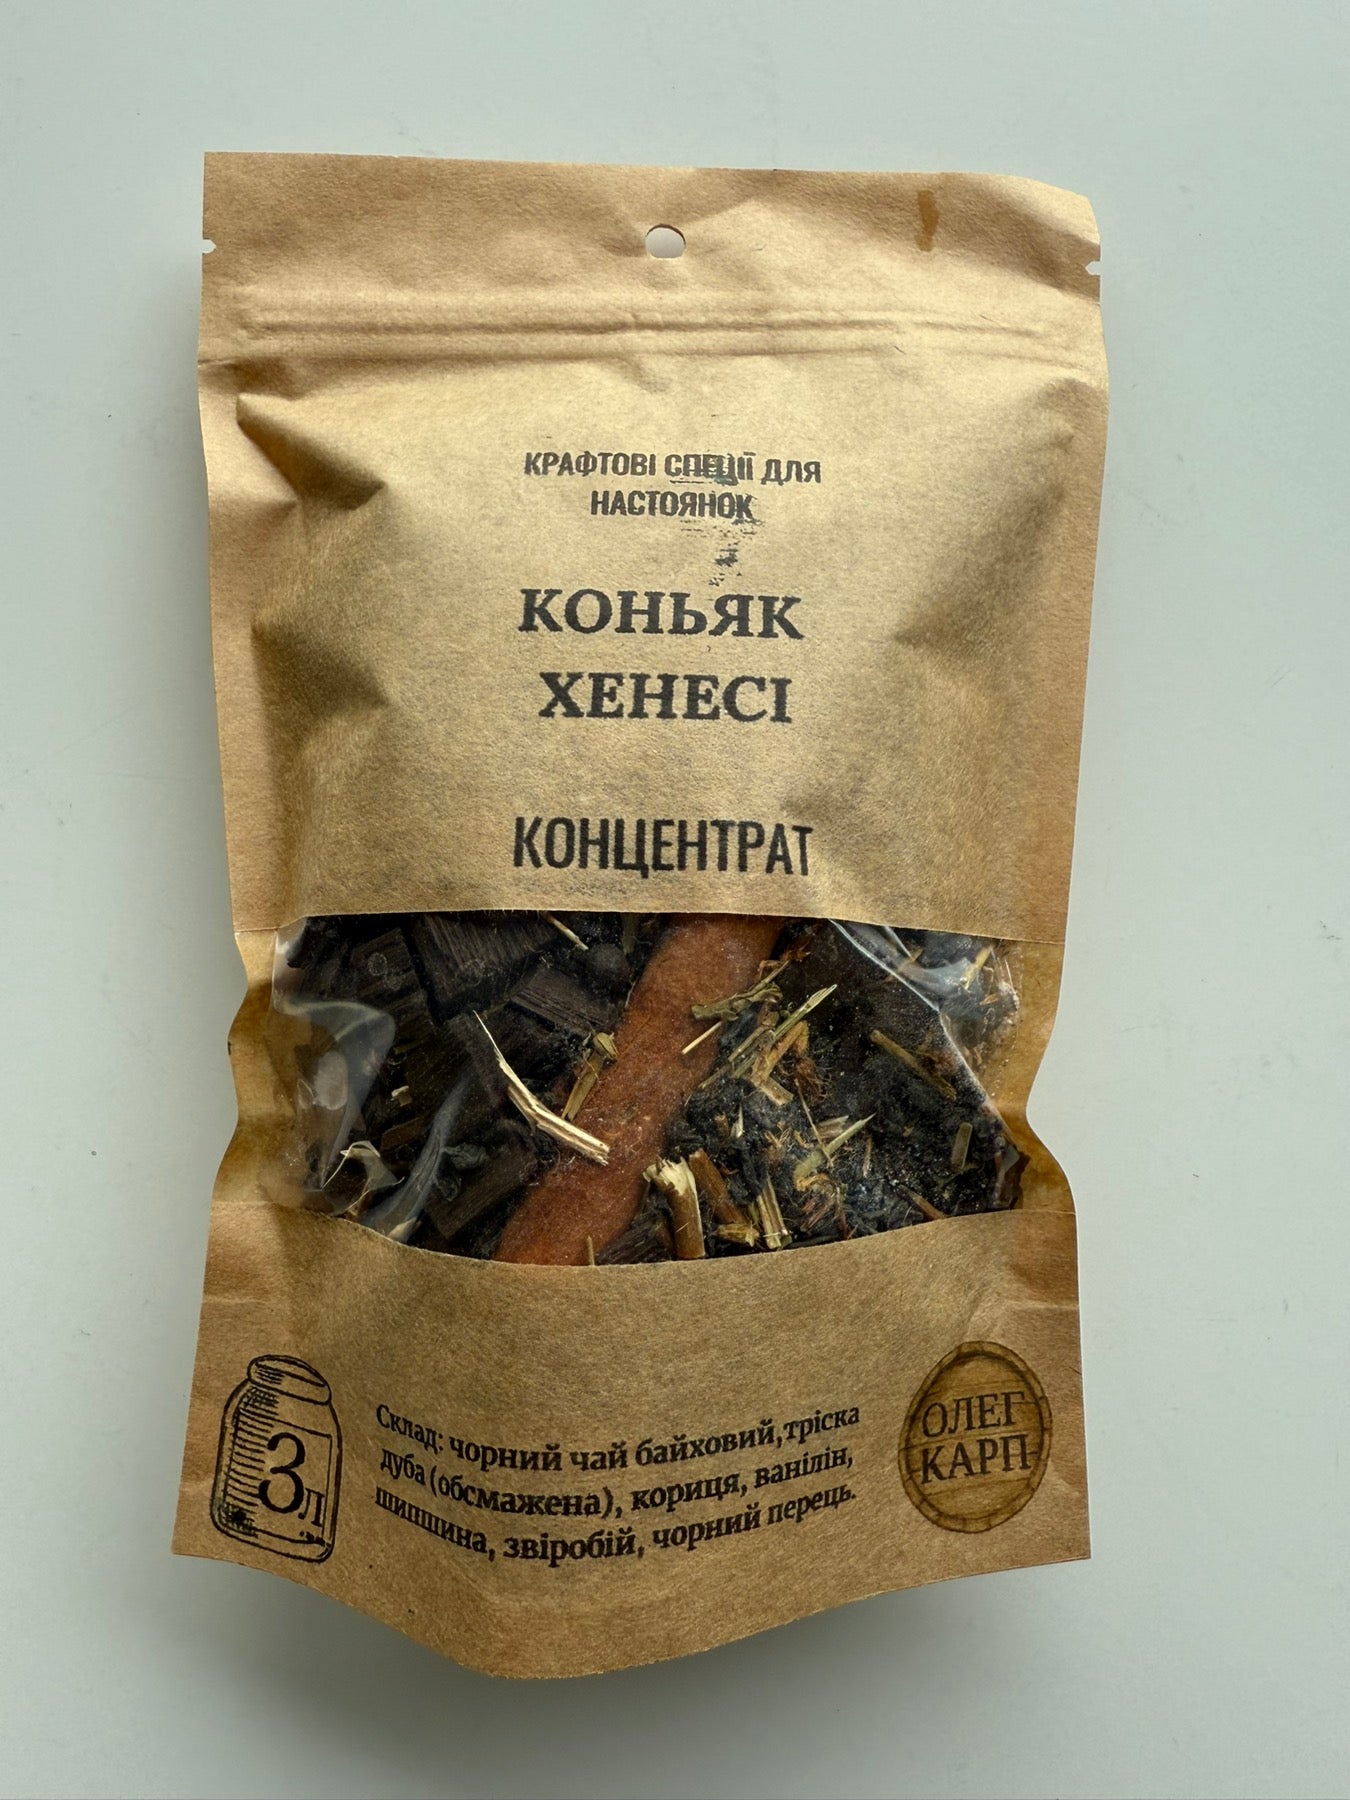 КРАФТОВІ СПЕЦІЇ ДЛЯ
НАСТОЯНОК
КОНЬЯК
ХЕНЕСІ
КОНЦЕНТРАТ
3л
Склад: чорний чай байховий,тріска
дуба (обсмажена), кориця, ванілін,
шипшина, звіробій, чорний перець.
ОЛЕГ
КАРП